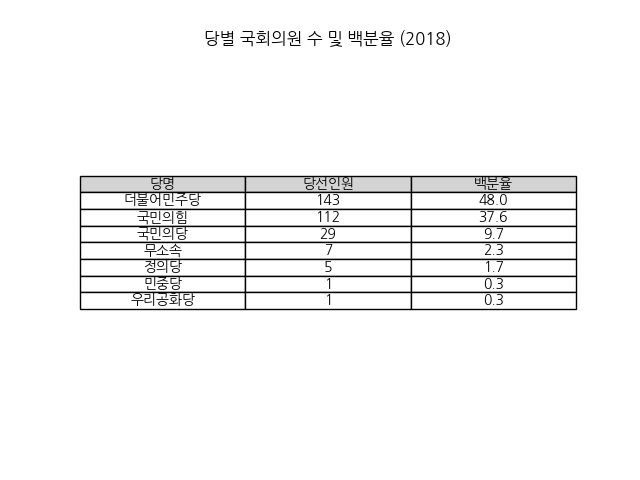 당별 국회의원 수 및 백분율 (2018)
당명 당선인원 백분율
더불어민주당 143 48.0
국민의힘 112 37.6
국민의당 29 9.7
무소속 7 2.3
정의당 5 1.7
민중당 1 0.3
우리공화당 1 0.3